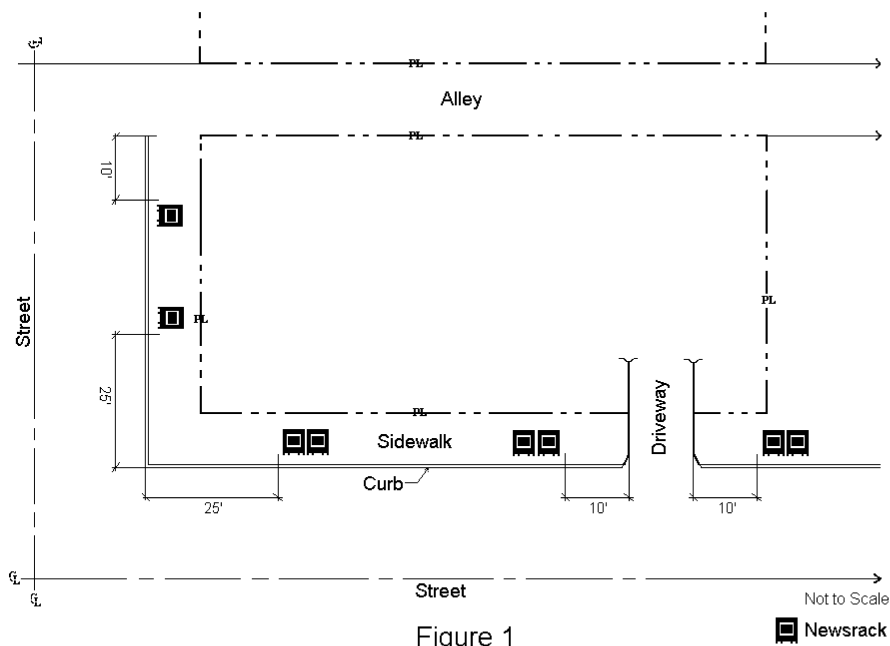 ℄
PL
Alley
PL
10'
Street
PL
PL
25'
Driveway
PL
Sidewalk
Curb
25'
10'
10'
℄
Street
℄
Not to Scale
Newsrack
Figure 1